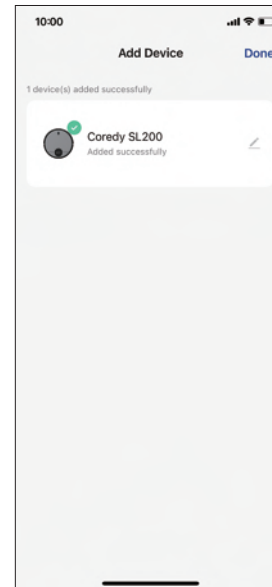 10:00
Add Device
Done
1 device(s) added successfully
Coredy SL200
Added successfully